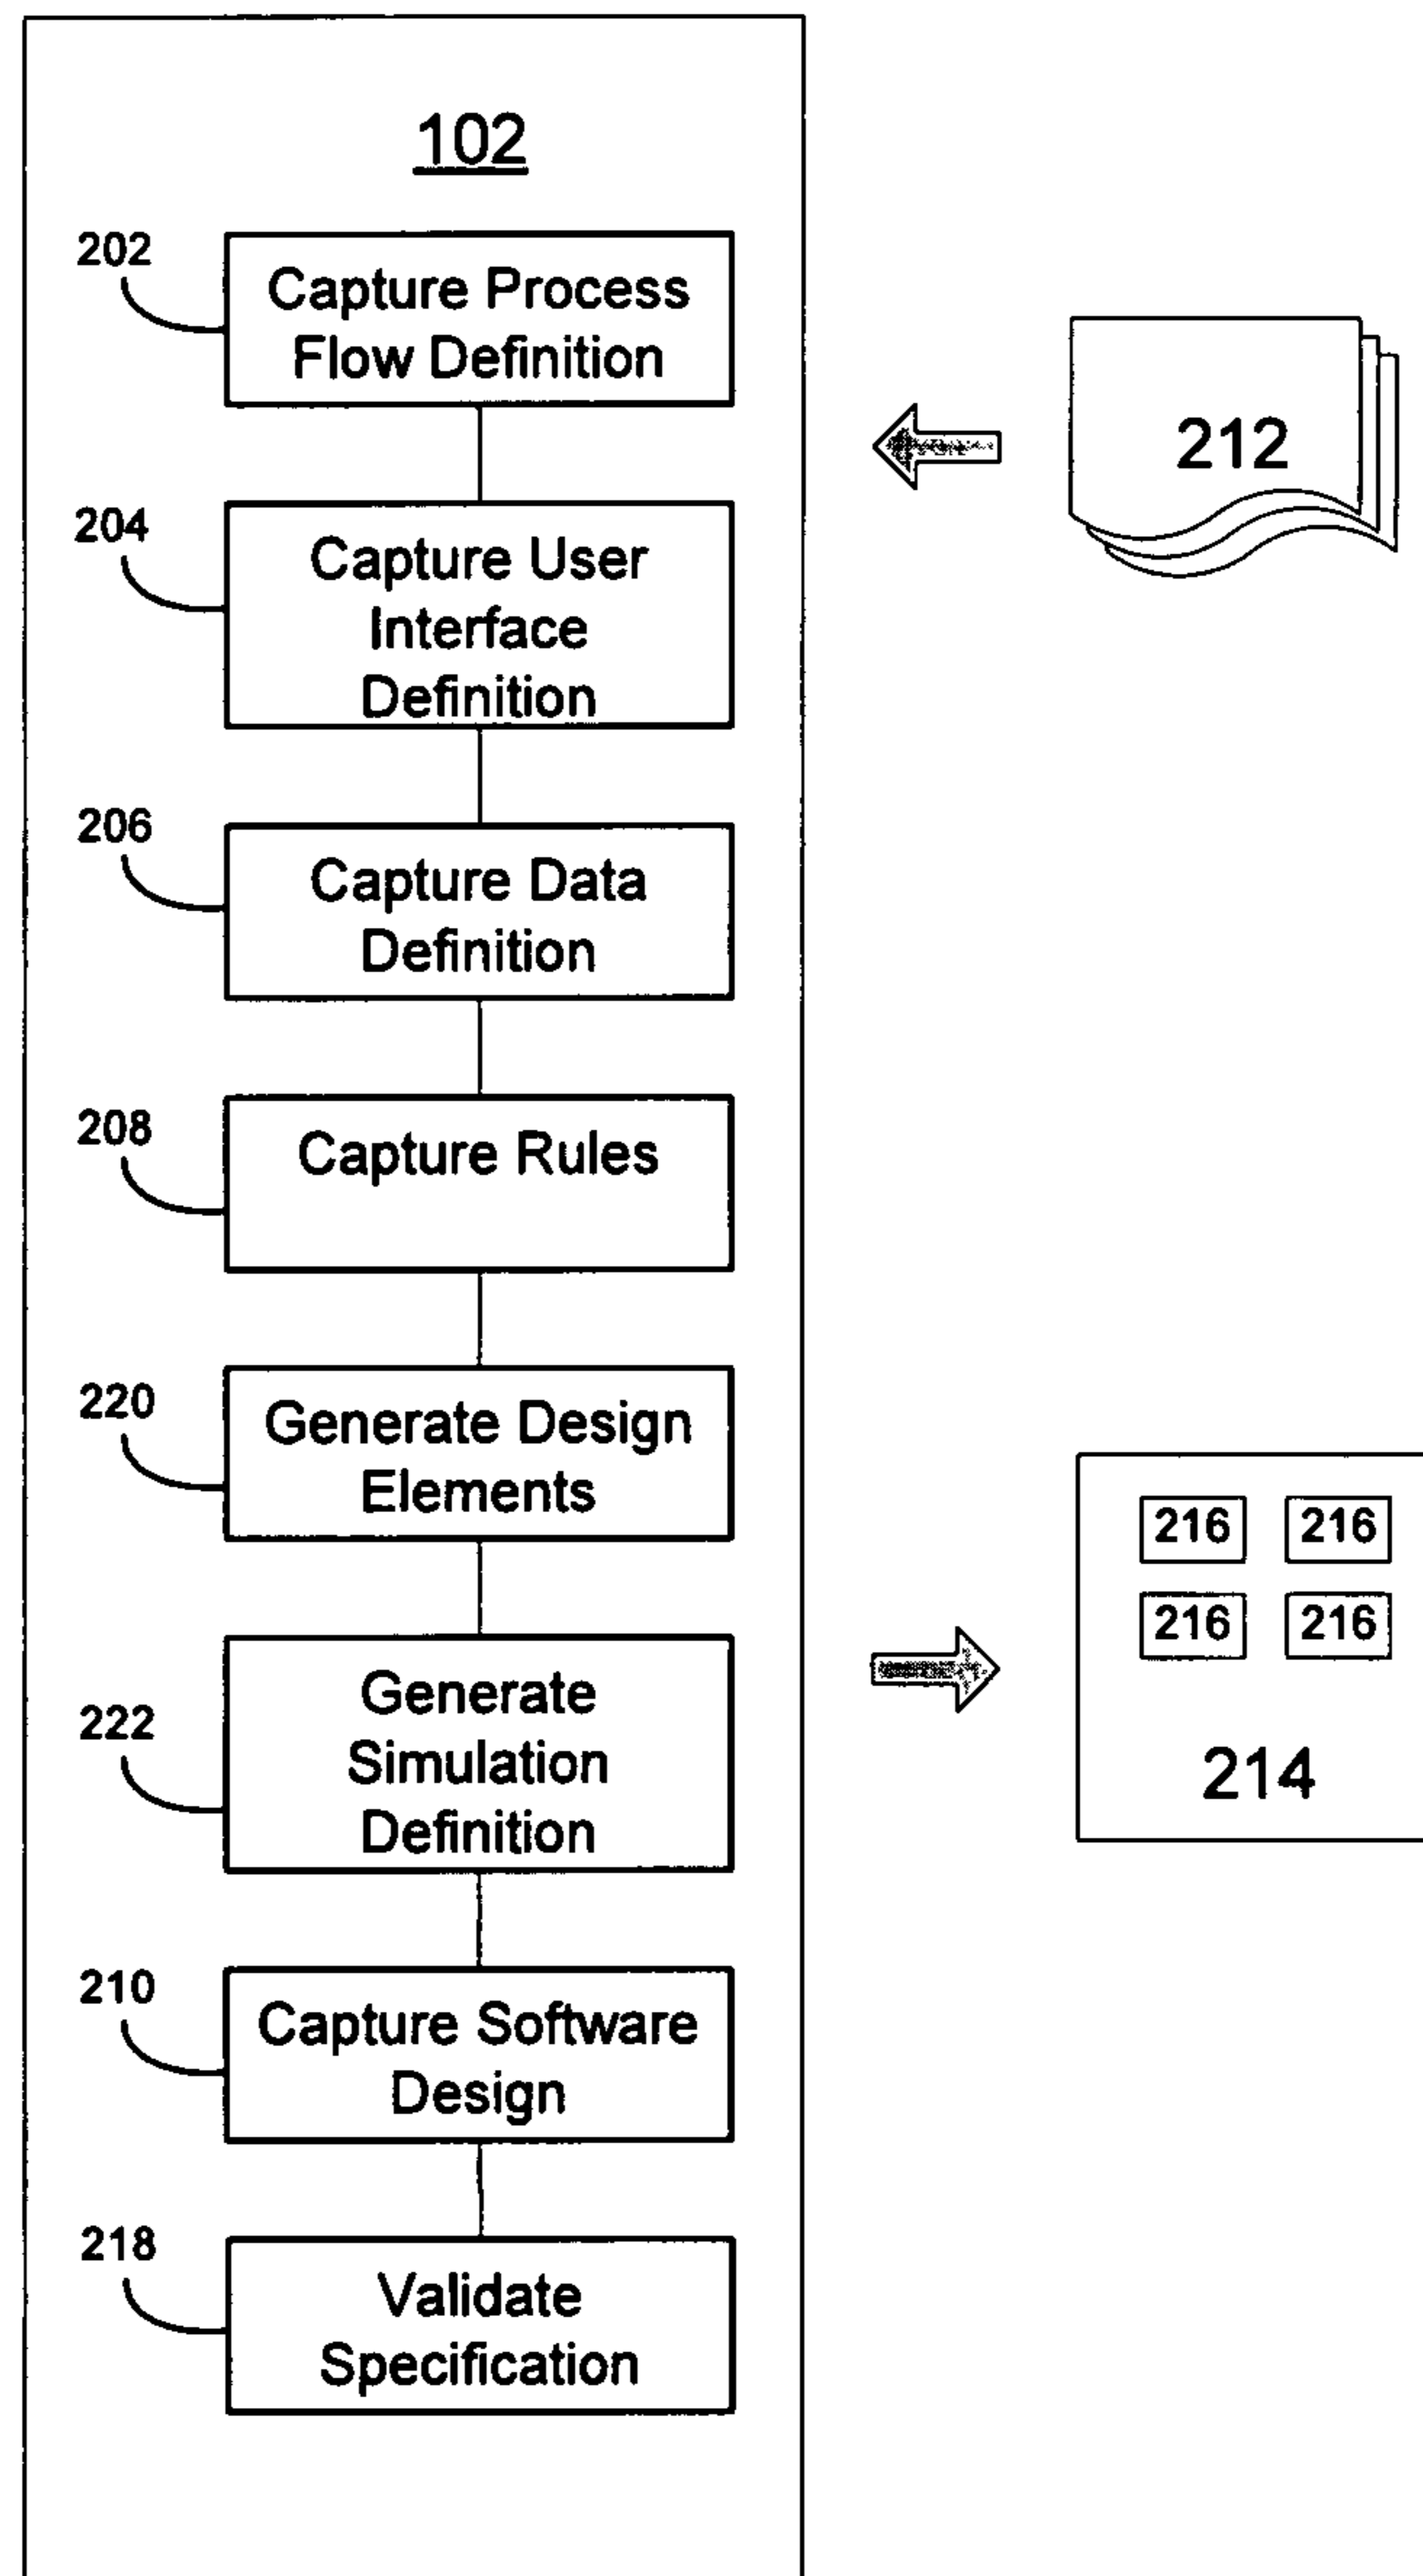 102
202
Capture Process
Flow Definition
212
204
Capture User
Interface
Definition
206
Capture Data
Definition
208
Capture Rules
220
Generate Design
Elements
216 216
216 216
214
222
Generate
Simulation
Definition
210
Capture Software
Design
218
Validate
Specification